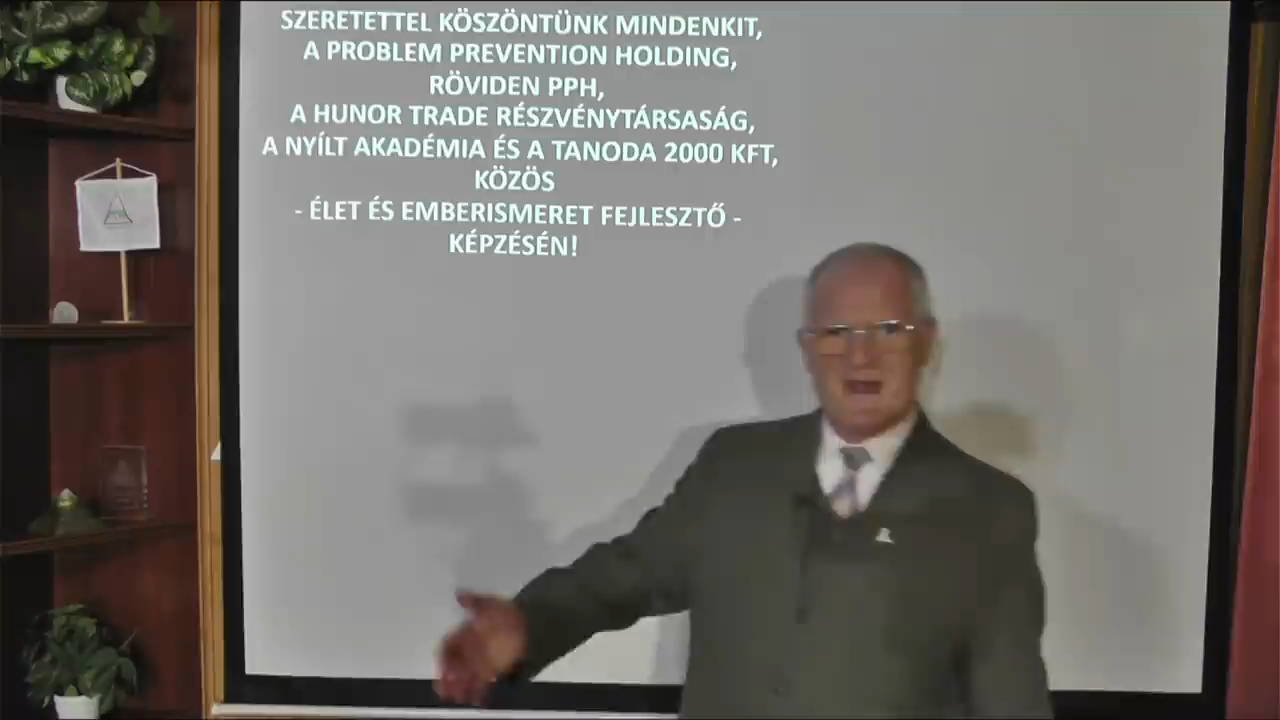 SZERETETTEL KÖSZÖNTÜNK MINDENKIT,
A PROBLEM PREVENTION HOLDING,
RÖVIDEN PPH,
A HUNOR TRADE RÉSZVÉNYTÁRSASÁG,
A NYÍLT AKADÉMIA ÉS A TANODA 2000 KFT,
KÖZÖS
- ÉLET ÉS EMBERISMERET FEJLESZTŐ -
KÉPZÉSÉN!